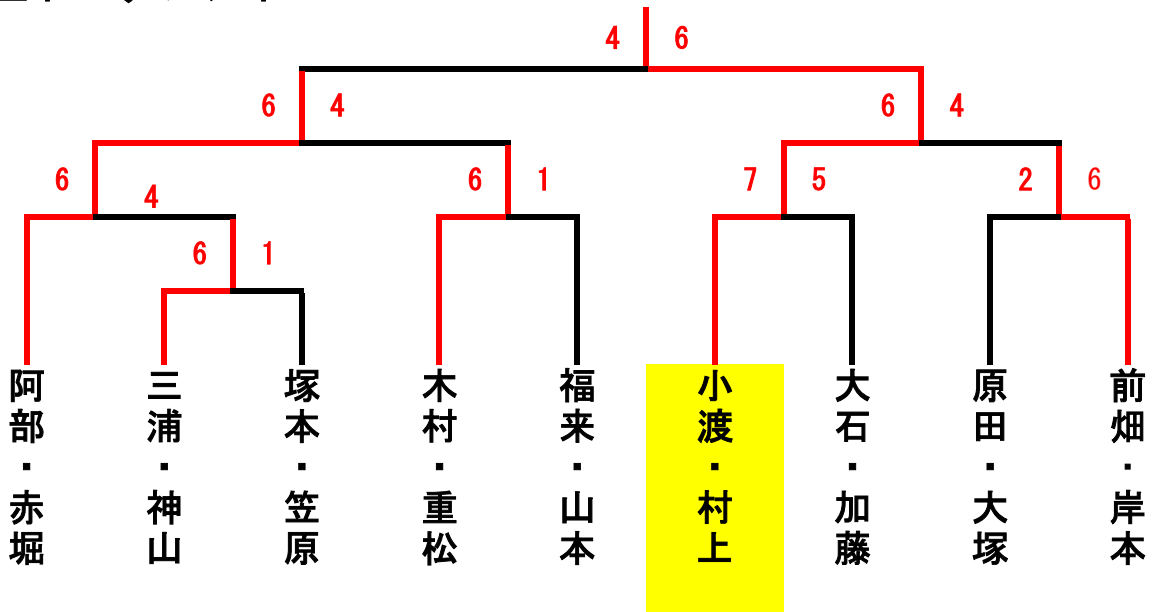 4 6
6 4
6 4
6
4
6 1
7 5
2 6
6 1
阿部・赤堀
三浦・神山
塚本・笠原
木村・重松
福来・山本
小渡・村上
大石・加藤
原田・大塚
前畑・岸本